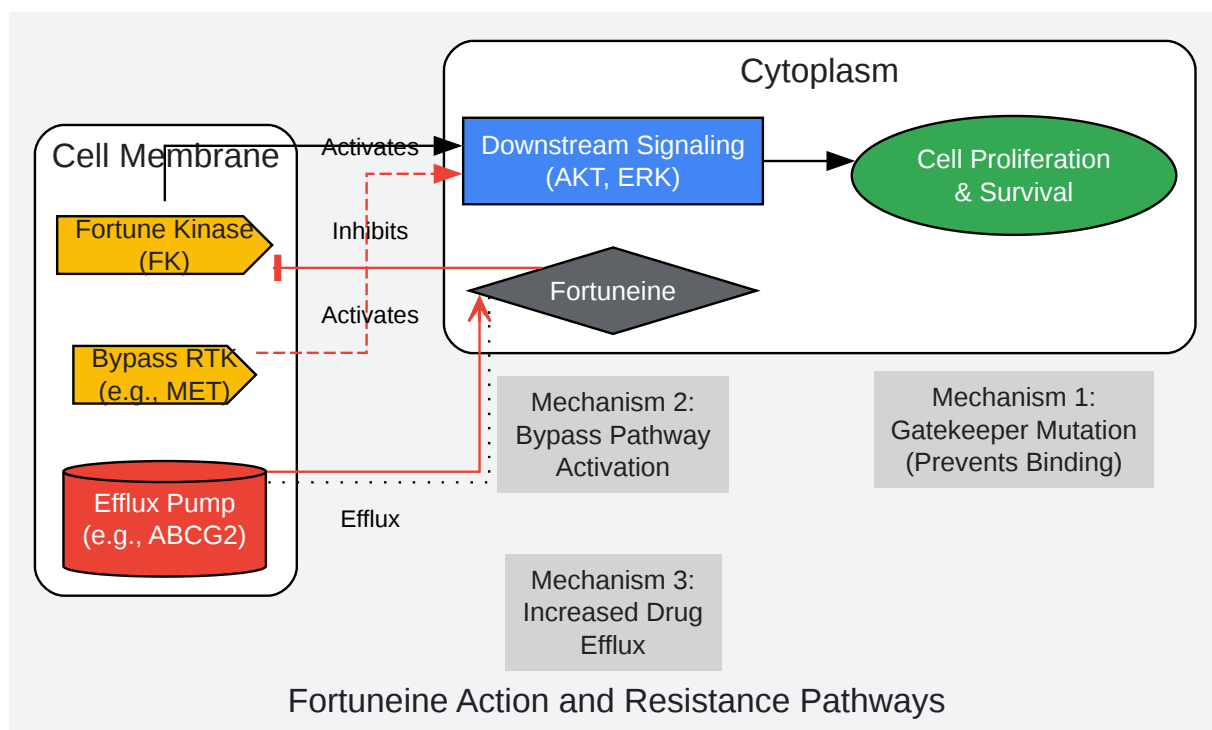 Cytoplasm
Cell Membrane
Activates
Downstream Signaling
(AKT, ERK)
Cell Proliferation
& Survival
Fortune Kinase
(FK)
Inhibits
Fortuneine
Activates
Bypass RTK
(e.g., MET)
Mechanism 2:
Bypass Pathway
Activation
Mechanism 1:
Gatekeeper Mutation
(Prevents Binding)
Efflux Pump
(e.g., ABCG2)
Efflux
Mechanism 3:
Increased Drug
Efflux
Fortuneine Action and Resistance Pathways